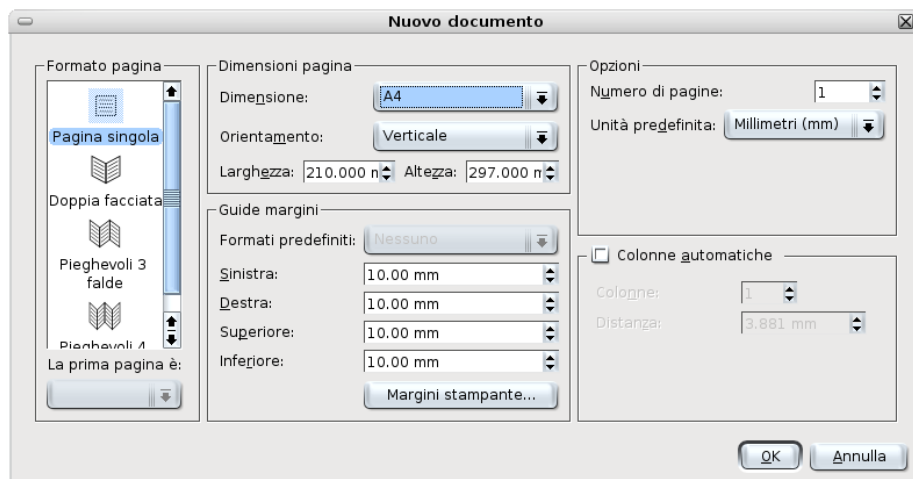 Nuovo documento
Formato pagina
Pagina singola
Doppia facciata
Pieghevoli 3
falde
Pieghevoli 4
La prima pagina è:
Dimensioni pagina
Dimensione: A4
Orientamento: Verticale
Larghezza: 210.000 Altezza: 297.000
Guide margini
Formati predefiniti: Nessuno
Sinistra: 10.00 mm
Destra: 10.00 mm
Superiore: 10.00 mm
Inferiore: 10.00 mm
Margini stampante...
Opzioni
Numero di pagine: 1
Unità predefinita: Millimetri (mm)
Colonne automatiche
Colonne: 1
Distanza: 3.881 mm
OK Annulla